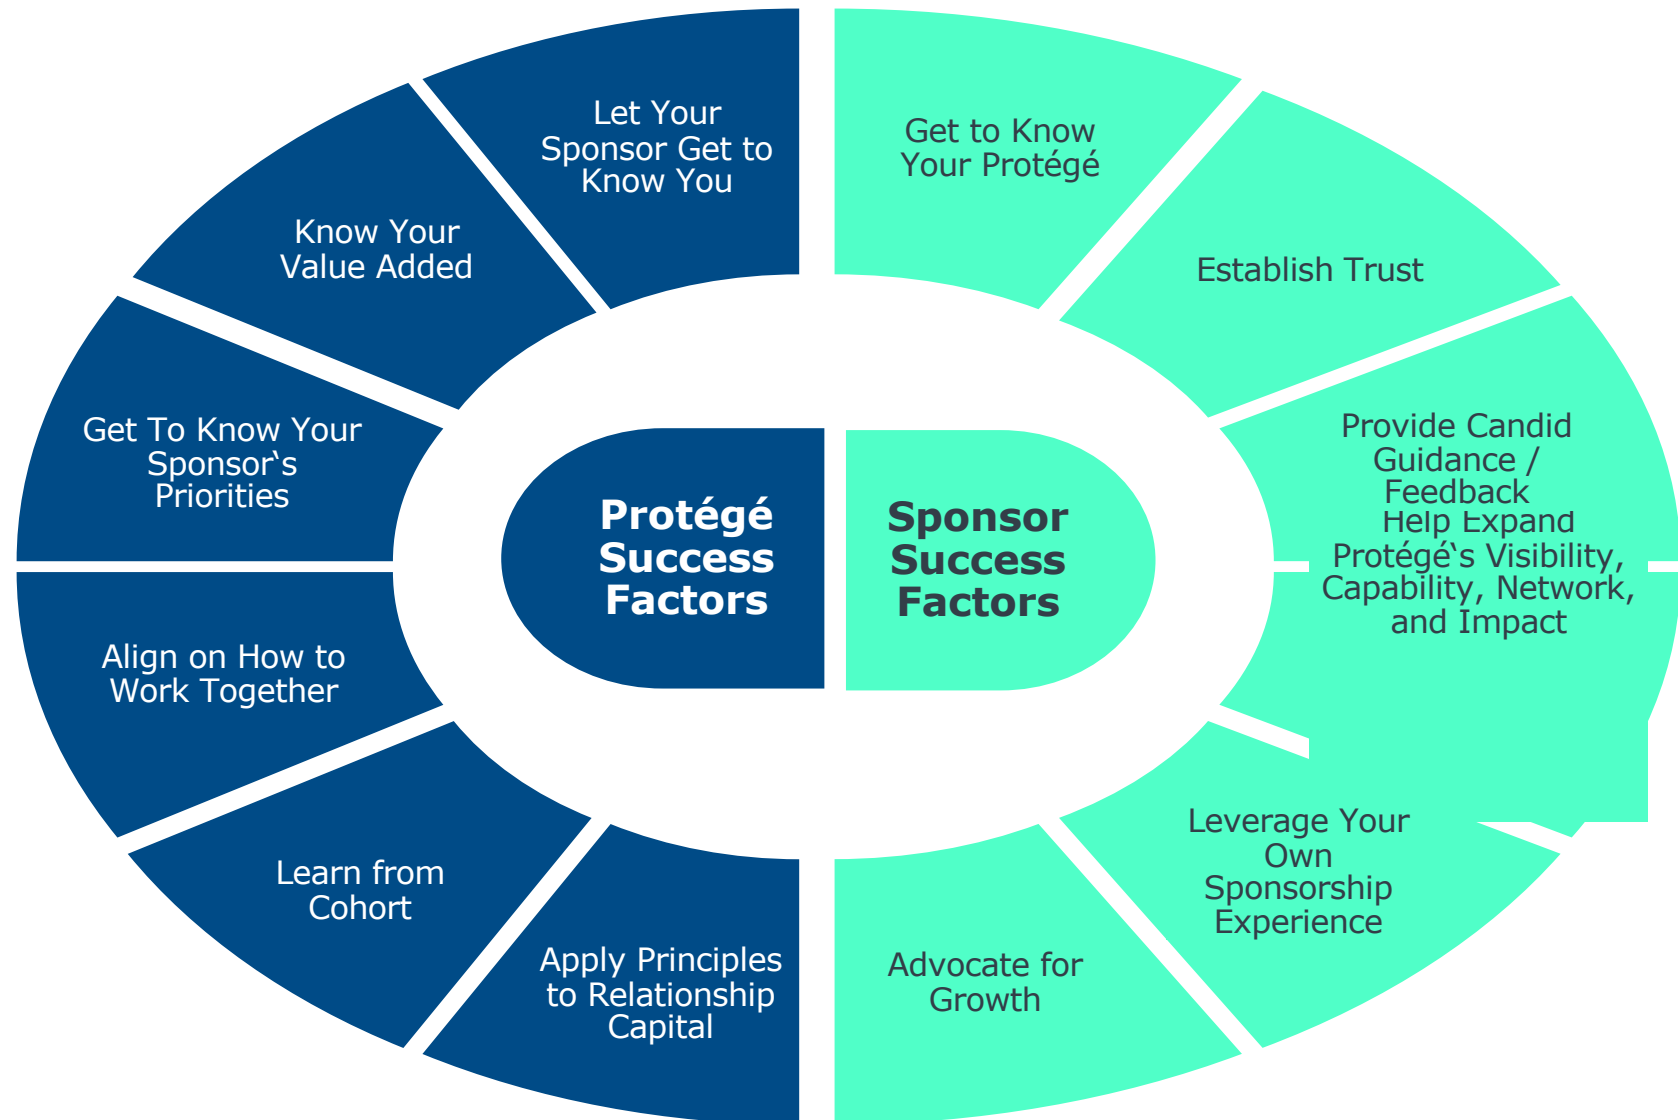 Let Your
Sponsor Get to
Know You
Know Your
Value Added
Get To Know Your
Sponsor‘s
Priorities
Align on How to
Work Together
Learn from
Cohort
Apply Principles
to Relationship
Capital
Protégé
Success
Factors
Sponsor
Success
Factors
Get to Know
Your Protégé
Establish Trust
Provide Candid
Guidance /
Feedback
Help Expand
Protégé‘s Visibility,
Capability, Network,
and Impact
Leverage Your
Own
Sponsorship
Experience
Advocate for
Growth